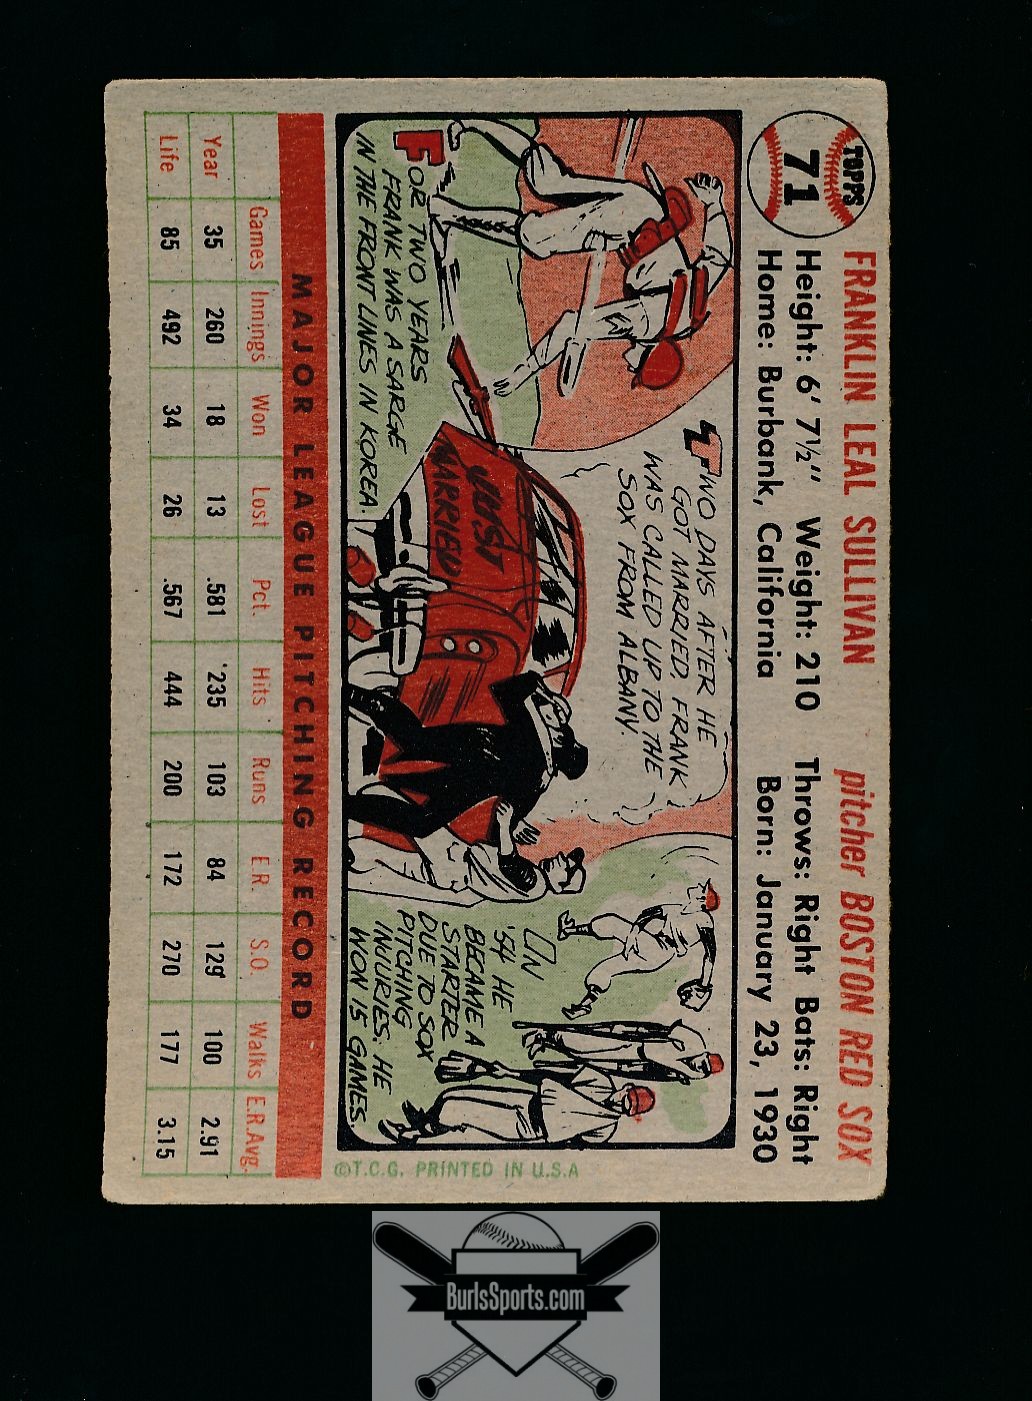 TOPPS
71
FRANKLIN LEAL SULLIVAN pitcher BOSTON RED SOX
Height: 6' 7½" Weight: 210 Throws: Right Bats: Right
Home: Burbank, California Born: January 23, 1930
FOR TWO YEARS
FRANK WAS A SARGE
IN THE FRONT LINES IN KOREA
TWO DAYS AFTER HE
GOT MARRIED, FRANK
WAS CALLED UP TO THE
SOX FROM ALBANY.
JUST
MARRIED
ON
'54 HE
BECAME A
STARTER
DUE TO SOX
PITCHING
INJURIES. HE
WON 15 GAMES.
©T.C.G. PRINTED IN U.S.A
MAJOR LEAGUE PITCHING RECORD
Games Innings Won Lost Pct. Hits Runs E.R. S.O. Walks E.R.Avg.
Year 35 260 18 13 .581 235 103 84 129 100 2.91
Life 85 492 34 26 .567 444 200 172 270 177 3.15
BurlsSports.com